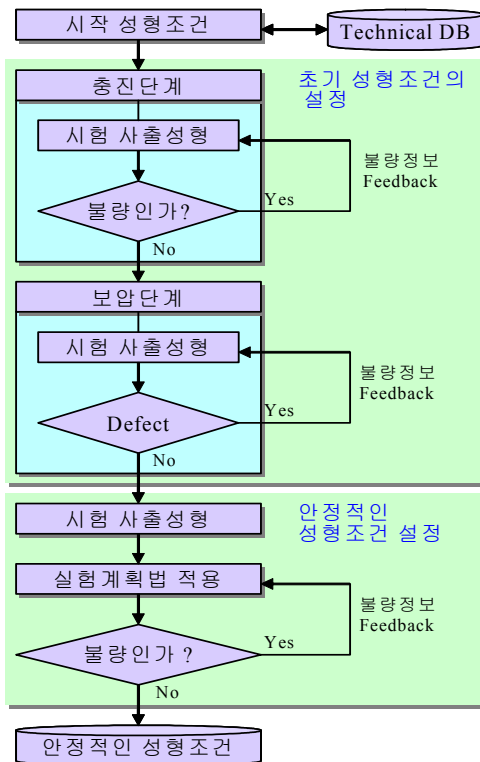 시작 성형조건
Technical DB
초기 성형조건의
설정
충진단계
시험 사출성형
불량정보
Feedback
불량인가?
Yes
No
보압단계
시험 사출성형
불량정보
Feedback
Defect
Yes
No
시험 사출성형
안정적인
성형조건 설정
실험계획법 적용
불량정보
Feedback
불량인가 ?
Yes
No
안정적인 성형조건